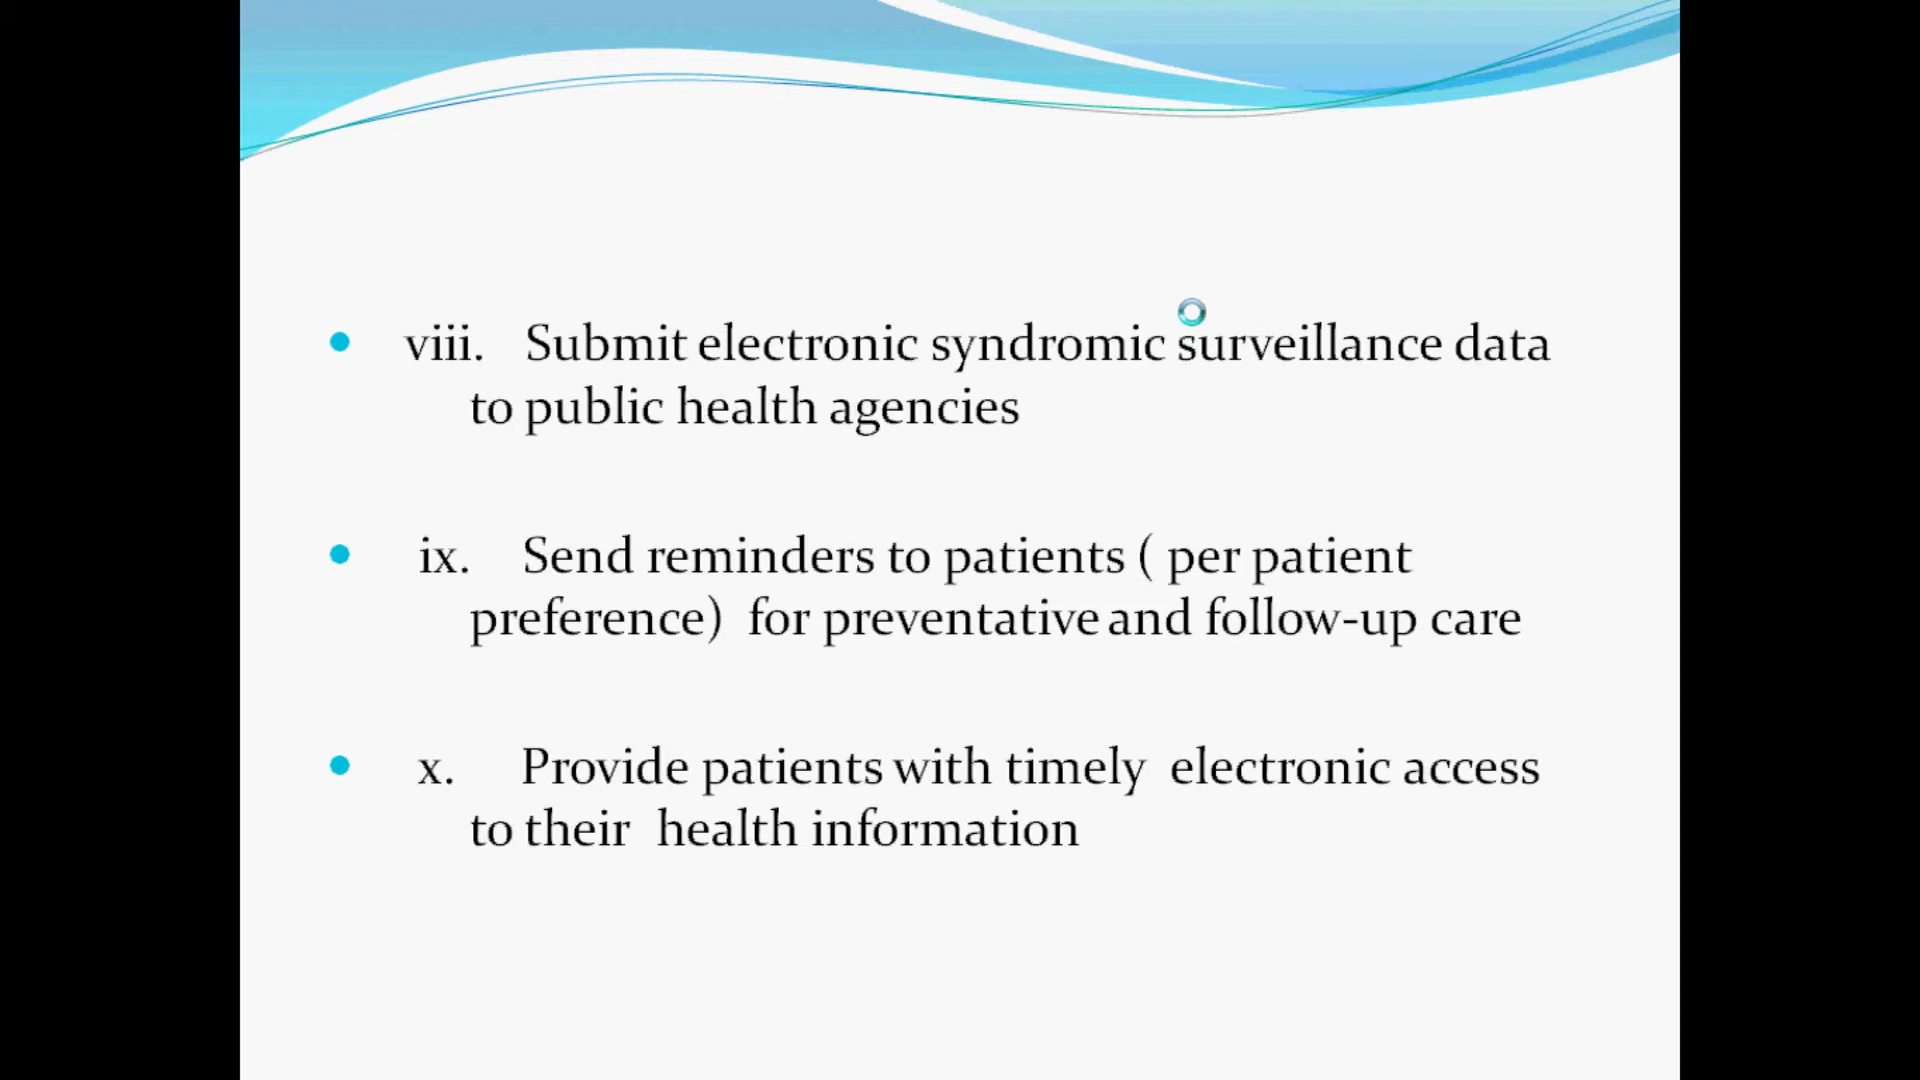 • viii. Submit electronic syndromic surveillance data
to public health agencies
• ix. Send reminders to patients ( per patient
preference) for preventative and follow-up care
• x. Provide patients with timely electronic access
to their health information